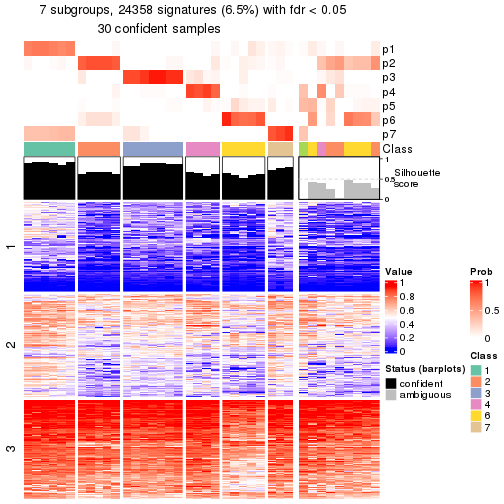 7 subgroups, 24358 signatures (6.5%) with fdr < 0.05
30 confident samples
p1
p2
p3
p4
p5
p6
p7
Class
1
0.5
0
Silhouette
score
1
2
3
Value
1
0.8
0.6
0.4
0.2
0
Status (barplots)
confident
ambiguous
Prob
1
0.5
0
Class
1
2
3
4
6
7